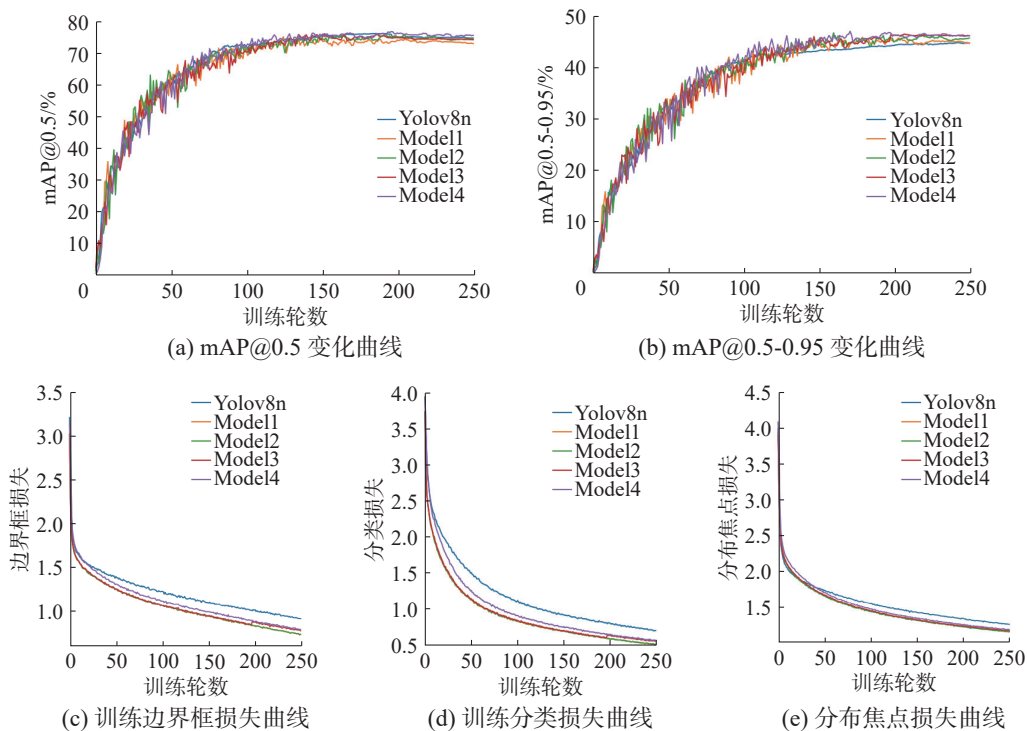 80
70
60
50
40
30
20
10
mAP@0.5/%
Yolov8n
Model1
Model2
Model3
Model4
0
50
100
150
200
250
训练轮数
(a) mAP@0.5 变化曲线
50
40
30
20
10
mAP@0.5-0.95/%
Yolov8n
Model1
Model2
Model3
Model4
0
50
100
150
200
250
训练轮数
(b) mAP@0.5-0.95 变化曲线
3.5
3.0
2.5
2.0
1.5
1.0
边界框损失
Yolov8n
Model1
Model2
Model3
Model4
0
50
100
150
200
250
训练轮数
(c) 训练边界框损失曲线
4.0
3.5
3.0
2.5
2.0
1.5
1.0
0.5
分类损失
Yolov8n
Model1
Model2
Model3
Model4
0
50
100
150
200
250
训练轮数
(d) 训练分类损失曲线
4.5
4.0
3.5
3.0
2.5
2.0
1.5
分布焦点损失
Yolov8n
Model1
Model2
Model3
Model4
0
50
100
150
200
250
训练轮数
(e) 分布焦点损失曲线